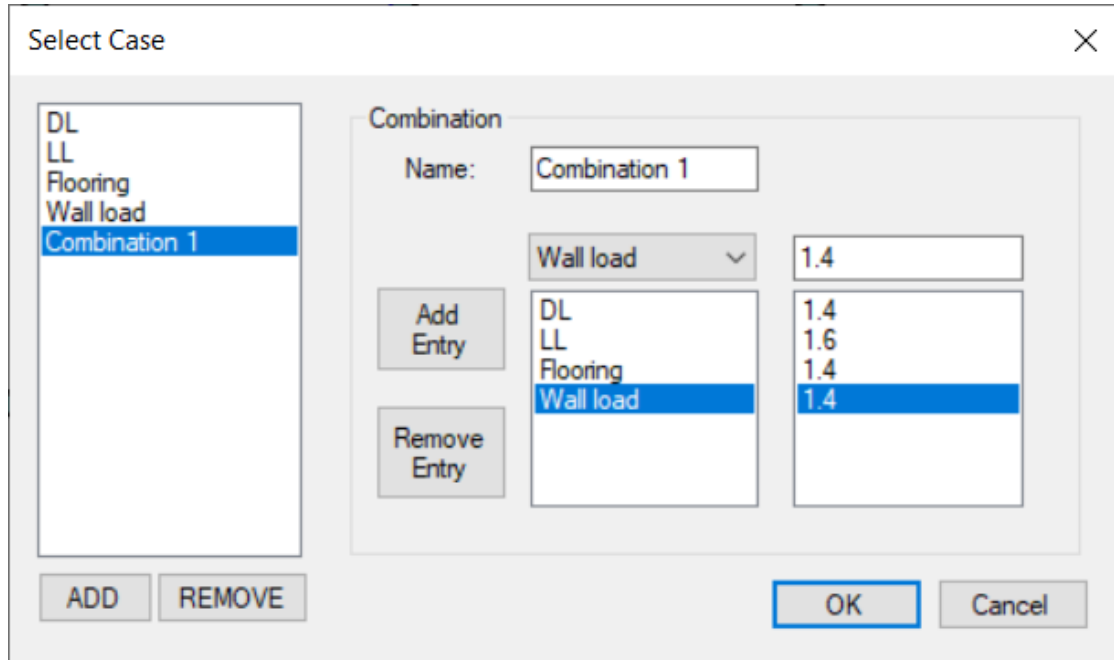 Select Case
DL
LL
Flooring
Wall load
Combination 1
ADD
REMOVE
Combination
Name:
Combination 1
Wall load
1.4
Add
Entry
Remove
Entry
DL
LL
Flooring
Wall load
1.4
1.6
1.4
1.4
OK
Cancel